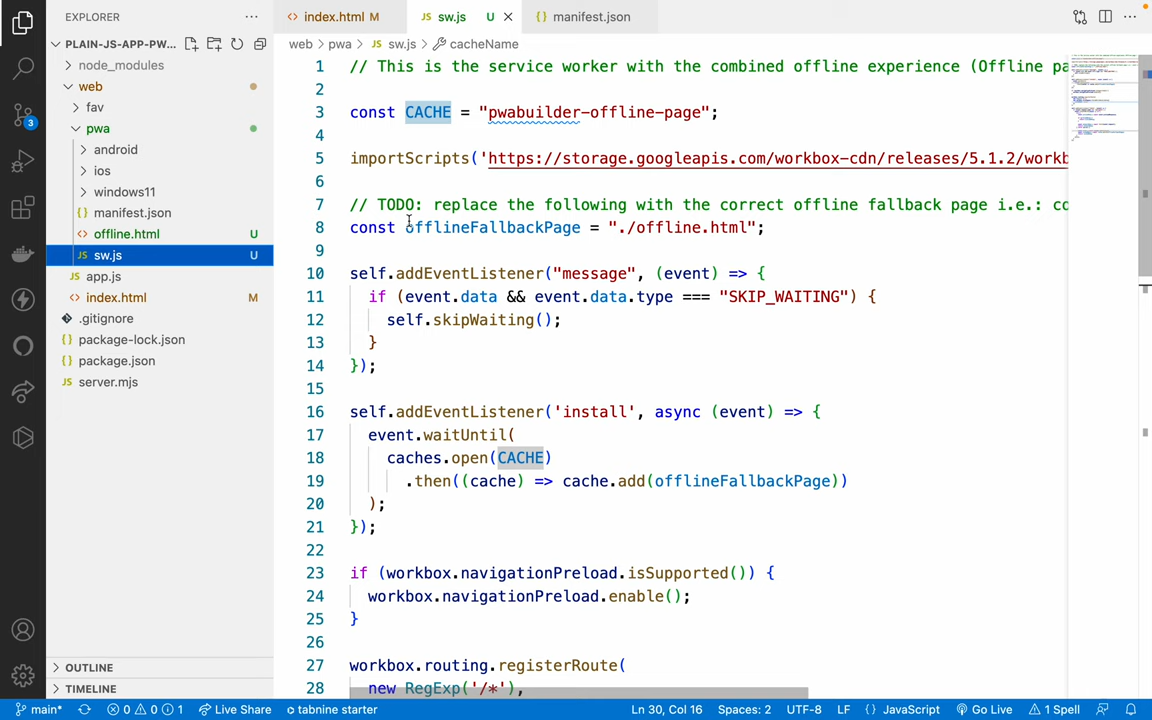 EXPLORER
index.html M
sw.js U
manifest.json
PLAIN-JS-APP-PW...
web > pwa > JS sw.js > cacheName
node_modules
web
fav
pwa
android
ios
windows11
{} manifest.json
<> offline.html U
JS sw.js U
JS app.js
<> index.html M
.gitignore
{} package-lock.json
{} package.json
JS server.mjs
OUTLINE
TIMELINE
3
1 // This is the service worker with the combined offline experience (Offline pa
2
3 const CACHE = "pwabuilder-offline-page";
4
5 importScripts('https://storage.googleapis.com/workbox-cdn/releases/5.1.2/workb
6
7 // TODO: replace the following with the correct offline fallback page i.e.: co
8 const offlineFallbackPage = "./offline.html";
9
10 self.addEventListener("message", (event) => {
11 if (event.data && event.data.type === "SKIP_WAITING") {
12 self.skipWaiting();
13 }
14 });
15
16 self.addEventListener('install', async (event) => {
17 event.waitUntil(
18 caches.open(CACHE)
19 .then((cache) => cache.add(offlineFallbackPage))
20 );
21 });
22
23 if (workbox.navigationPreload.isSupported()) {
24 workbox.navigationPreload.enable();
25 }
26
27 workbox.routing.registerRoute(
28 new RegExp('/*'),
main* 0 0 1 Live Share tabnine starter Ln 30, Col 16 Spaces: 2 UTF-8 LF {} JavaScript Go Live 1 Spell